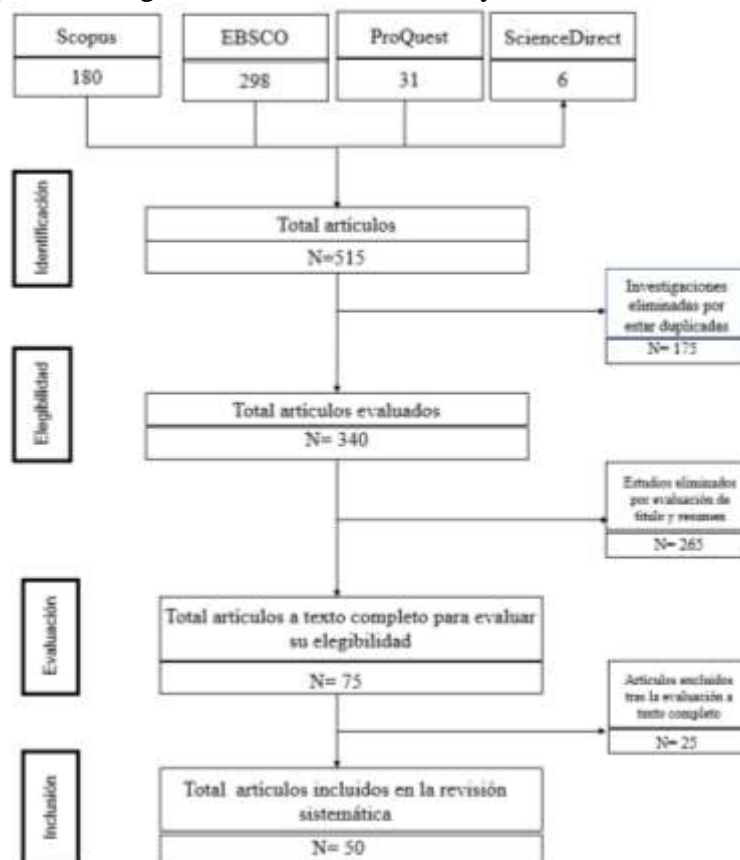 Scopus
180
EBSCO
298
ProQuest
31
ScienceDirect
6
Identificación
Total artículos
N=515
Investigaciones
eliminadas por
estar duplicadas
N= 175
Elegibilidad
Total artículos evaluados
N= 340
Estudios eliminados
por evaluación de
título y resumen
N= 265
Evaluación
Total artículos a texto completo para evaluar
su elegibilidad
N= 75
Artículos excluidos
tras la evaluación a
texto completo
N= 25
Inclusión
Total artículos incluidos en la revisión
sistemática
N= 50